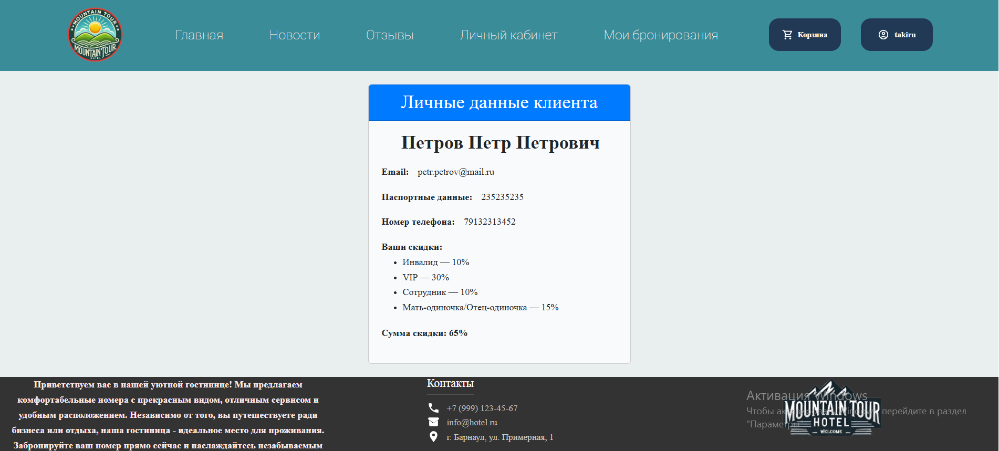 MOUNTAIN TOUR
MOUNTAIN TOUR
HOTEL
Главная
Новости
Отзывы
Личный кабинет
Мои бронирования
Корзина
takiru
Личные данные клиента
Петров Петр Петрович
Email: petr.petrov@mail.ru
Паспортные данные: 235235235
Номер телефона: 79132313452
Ваши скидки:
• Инвалид — 10%
• VIP — 30%
• Сотрудник — 10%
• Мать-одиночка/Отец-одиночка — 15%
Сумма скидки: 65%
Приветствуем вас в нашей уютной гостинице! Мы предлагаем
комфортабельные номера с прекрасным видом, отличным сервисом и
удобным расположением. Независимо от того, вы путешествуете ради
бизнеса или отдыха, наша гостиница - идеальное место для проживания.
Забронируйте ваш номер прямо сейчас и наслаждайтесь незабываемым
Контакты
+7 (999) 123-45-67
info@hotel.ru
г. Барнаул, ул. Примерная, 1
MOUNTAIN TOUR
HOTEL
WELCOME
Активация Windows
Чтобы активировать Windows, перейдите в раздел
"Параметры".